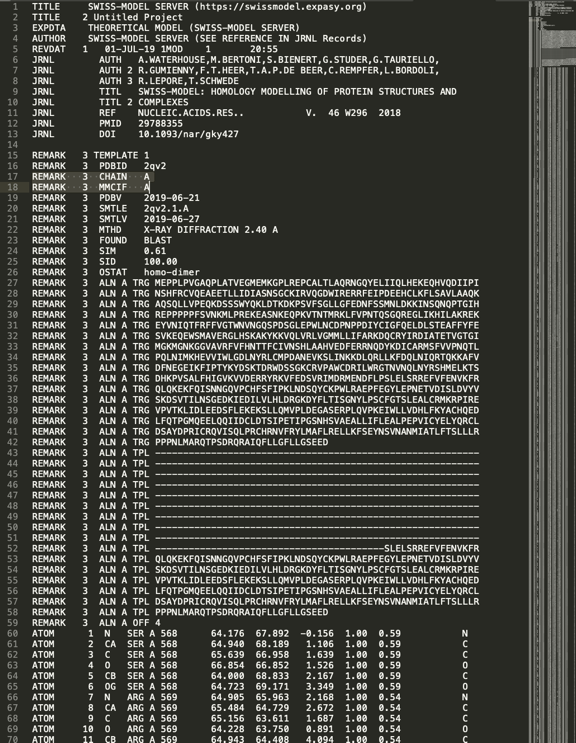 1 TITLE     SWISS-MODEL SERVER (https://swissmodel.expasy.org)
2 TITLE    2 Untitled Project
3 EXPDTA    THEORETICAL MODEL (SWISS-MODEL SERVER)
4 AUTHOR    SWISS-MODEL SERVER (SEE REFERENCE IN JRNL Records)
5 REVDAT   1   01-JUL-19 1MOD    1       20:55
6 JRNL        AUTH   A.WATERHOUSE,M.BERTONI,S.BIENERT,G.STUDER,G.TAURIELLO,
7 JRNL        AUTH 2 R.GUMIENNY,F.T.HEER,T.A.P.DE BEER,C.REMPFER,L.BORDOLI,
8 JRNL        AUTH 3 R.LEPORE,T.SCHWEDE
9 JRNL        TITL   SWISS-MODEL: HOMOLOGY MODELLING OF PROTEIN STRUCTURES AND
10 JRNL        TITL 2 COMPLEXES
11 JRNL        REF    NUCLEIC.ACIDS.RES..           V.  46 W296  2018
12 JRNL        PMID   29788355
13 JRNL        DOI    10.1093/nar/gky427
14
15 REMARK   3 TEMPLATE 1
16 REMARK   3  PDBID    2qv2
17 REMARK   3  CHAIN    A
18 REMARK   3  MMCIF    A
19 REMARK   3  PDBV     2019-06-21
20 REMARK   3  SMTLE    2qv2.1.A
21 REMARK   3  SMTLV    2019-06-27
22 REMARK   3  MTHD     X-RAY DIFFRACTION 2.40 A
23 REMARK   3  FOUND    BLAST
24 REMARK   3  SIM      0.61
25 REMARK   3  SID      100.00
26 REMARK   3  OSTAT    homo-dimer
27 REMARK   3  ALN A TRG MEPPLPVGAQPLATVEGMEMKGPLREPCALTLAQRNGQYELIIQLHEKEQHVQDIIPI
28 REMARK   3  ALN A TRG NSHFRCVQEAEETLLIDIASNSGCKIRVQGDWIRERRFEIPDEEHCLKFLSAVLAAQK
29 REMARK   3  ALN A TRG AQSQLLVPEQKDSSSWYQKLDTKDKPSVFSGLLGFEDNFSSMNLDKKINSQNQPTGIH
30 REMARK   3  ALN A TRG REPPPPPFSVNKMLPREKEASNKEQPKVTNTMRKLFVPNTQSGQREGLIKHILAKREK
31 REMARK   3  ALN A TRG EYVNIQTFRFFVGTWNVNGQSPDSGLEPWLNCDPNPPDIYCIGFQELDLSTEAFFYFE
32 REMARK   3  ALN A TRG SVKEQEWSMAVERGLHSKAKYKKVQLVRLVGMMLLIFARKDQCRYIRDIATETVGTGI
33 REMARK   3  ALN A TRG MGKMGNKGGVAVRFVFHNTTFCIVNSHLAAHVEDFERRNQDYKDICARMSFVVPNQTL
34 REMARK   3  ALN A TRG PQLNIMKHEVVIWLGDLNYRLCMPDANEVKSLINKKDLQRLLKFDQLNIQRTQKKAFV
35 REMARK   3  ALN A TRG DFNEGEIKFIPTYKYDSKTDRWDSSGKCRVPAWCDRILWRGTNVNQLNYRSHMELKTS
36 REMARK   3  ALN A TRG DHKPVSALFHIGVKVVDERRYRKVFEDSVRIMDRMENDFLPSLELSRREFVFENVKFR
37 REMARK   3  ALN A TRG QLQKEKFQISNNGQVPCHFSFIPKLNDSQYCKPWLRAEPFEGYLEPNETVDISLDVYV
38 REMARK   3  ALN A TRG SKDSVTILNSGEDKIEDILVLHLDRGKDYFLTISGNYLPSCFGTSLEALCRMKRPIRE
39 REMARK   3  ALN A TRG VPVTKLIDLEEDSFLEKEKSLLQMVPLDEGASERPLQVPKEIWLLVDHLFKYACHQED
40 REMARK   3  ALN A TRG LFQTPGMQEELQQIIDCLDTSIPETIPGSNHSVAEALLIFLEALPEPVICYELYQRCL
41 REMARK   3  ALN A TRG DSAYDPRICRQVISQLPRCHRNVFRYLMAFLRELLKFSEYNSVNANMIATLFTSLLLR
42 REMARK   3  ALN A TRG PPPNLMARQTPSDRQRAIQFLLGFLLGSEED
43 REMARK   3  ALN A TPL ----------------------------------------------------------
44 REMARK   3  ALN A TPL ----------------------------------------------------------
45 REMARK   3  ALN A TPL ----------------------------------------------------------
46 REMARK   3  ALN A TPL ----------------------------------------------------------
47 REMARK   3  ALN A TPL ----------------------------------------------------------
48 REMARK   3  ALN A TPL ----------------------------------------------------------
49 REMARK   3  ALN A TPL ----------------------------------------------------------
50 REMARK   3  ALN A TPL ----------------------------------------------------------
51 REMARK   3  ALN A TPL ----------------------------------------------------------
52 REMARK   3  ALN A TPL -----------------------------------------SLELSRREFVFENVKFR
53 REMARK   3  ALN A TPL QLQKEKFQISNNGQVPCHFSFIPKLNDSQYCKPWLRAEPFEGYLEPNETVDISLDVYV
54 REMARK   3  ALN A TPL SKDSVTILNSGEDKIEDILVLHLDRGKDYFLTISGNYLPSCFGTSLEALCRMKRPIRE
55 REMARK   3  ALN A TPL VPVTKLIDLEEDSFLEKEKSLLQMVPLDEGASERPLQVPKEIWLLVDHLFKYACHQED
56 REMARK   3  ALN A TPL LFQTPGMQEELQQIIDCLDTSIPETIPGSNHSVAEALLIFLEALPEPVICYELYQRCL
57 REMARK   3  ALN A TPL DSAYDPRICRQVISQLPRCHRNVFRYLMAFLRELLKFSEYNSVNANMIATLFTSLLLR
58 REMARK   3  ALN A TPL PPPNLMARQTPSDRQRAIQFLLGFLLGSEED
59 REMARK   3  ALN A OFF 4
60 ATOM      1  N   SER A 568      64.176  67.892  -0.156  1.00  0.59           N
61 ATOM      2  CA  SER A 568      64.940  68.189   1.106  1.00  0.59           C
62 ATOM      3  C   SER A 568      65.639  66.958   1.639  1.00  0.59           C
63 ATOM      4  O   SER A 568      66.854  66.852   1.526  1.00  0.59           O
64 ATOM      5  CB  SER A 568      64.000  68.833   2.167  1.00  0.59           C
65 ATOM      6  OG  SER A 568      64.723  69.171   3.349  1.00  0.59           O
66 ATOM      7  N   ARG A 569      64.905  65.963   2.168  1.00  0.54           N
67 ATOM      8  CA  ARG A 569      65.484  64.729   2.672  1.00  0.54           C
68 ATOM      9  C   ARG A 569      65.156  63.611   1.687  1.00  0.54           C
69 ATOM     10  O   ARG A 569      64.228  63.750   0.891  1.00  0.54           O
70 ATOM     11  CB  ARG A 569      64.943  64.408   4.094  1.00  0.54           C